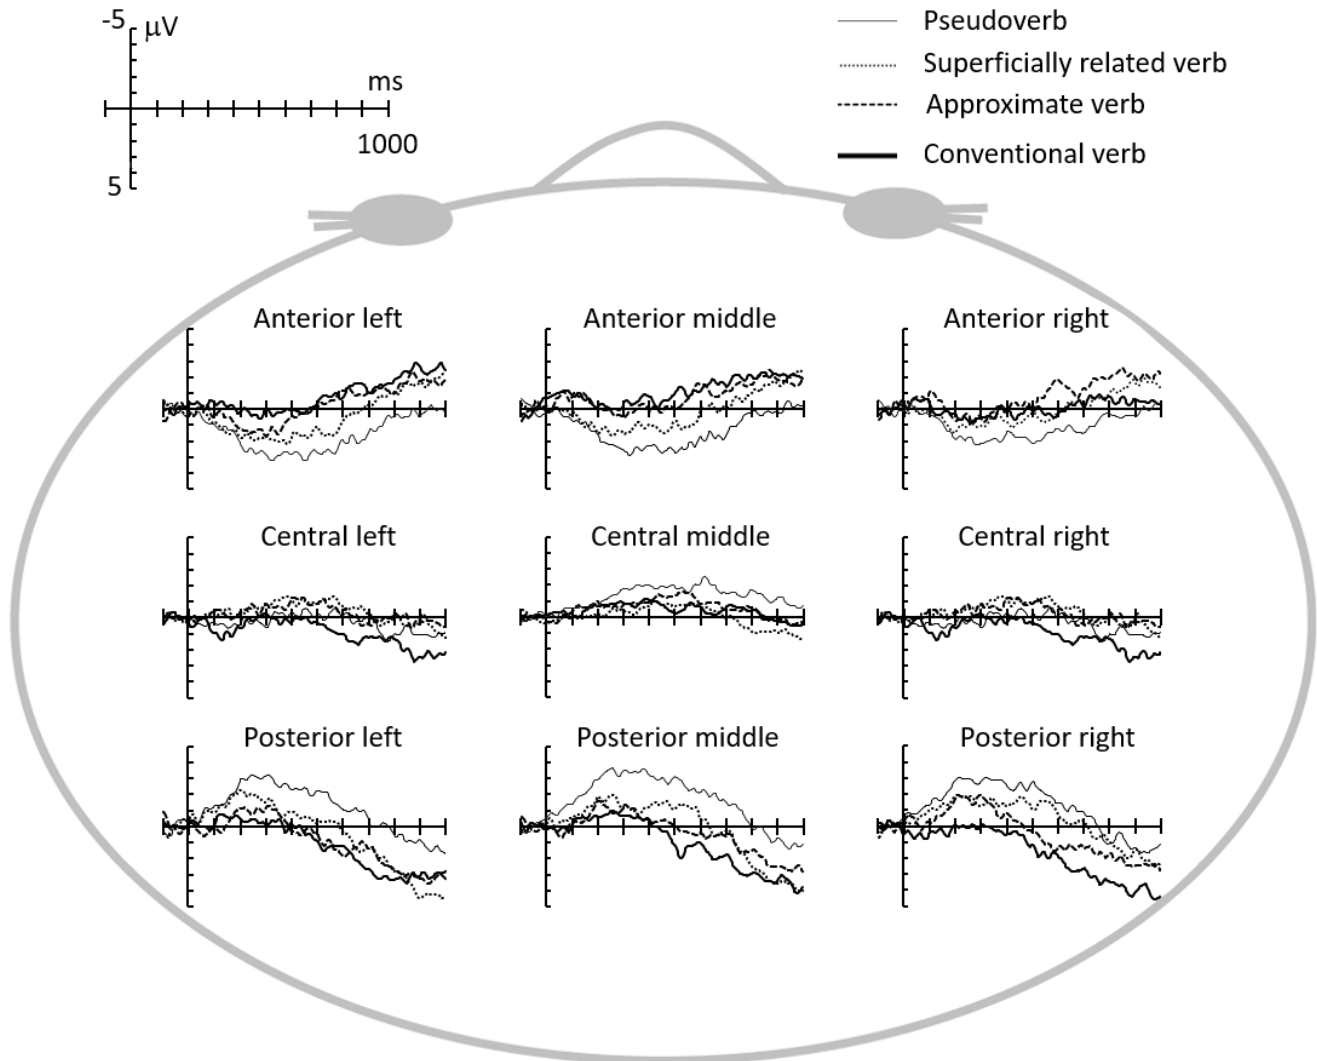 -5 µV
ms
1000
5
Pseudoverb
Superficially related verb
Approximate verb
Conventional verb
Anterior left
Anterior middle
Anterior right
Central left
Central middle
Central right
Posterior left
Posterior middle
Posterior right